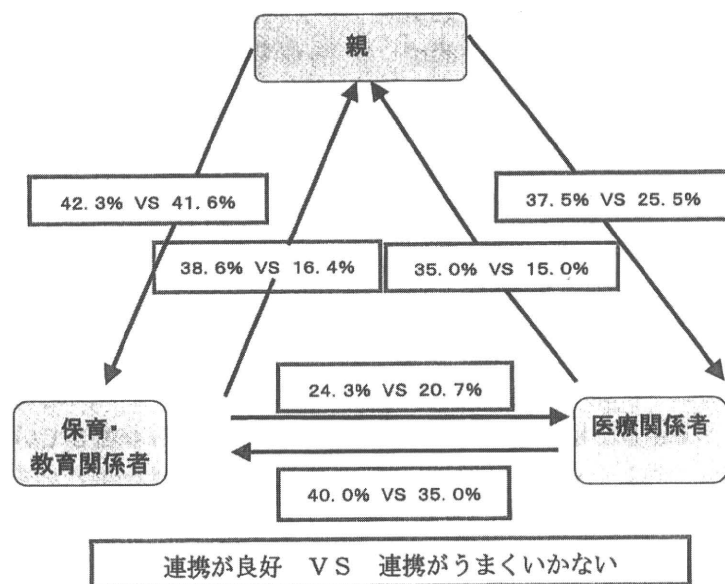 親
42.3% VS 41.6%
37.5% VS 25.5%
38.6% VS 16.4%
35.0% VS 15.0%
24.3% VS 20.7%
保育・
教育関係者
医療関係者
40.0% VS 35.0%
連携が良好 VS 連携がうまくいかない